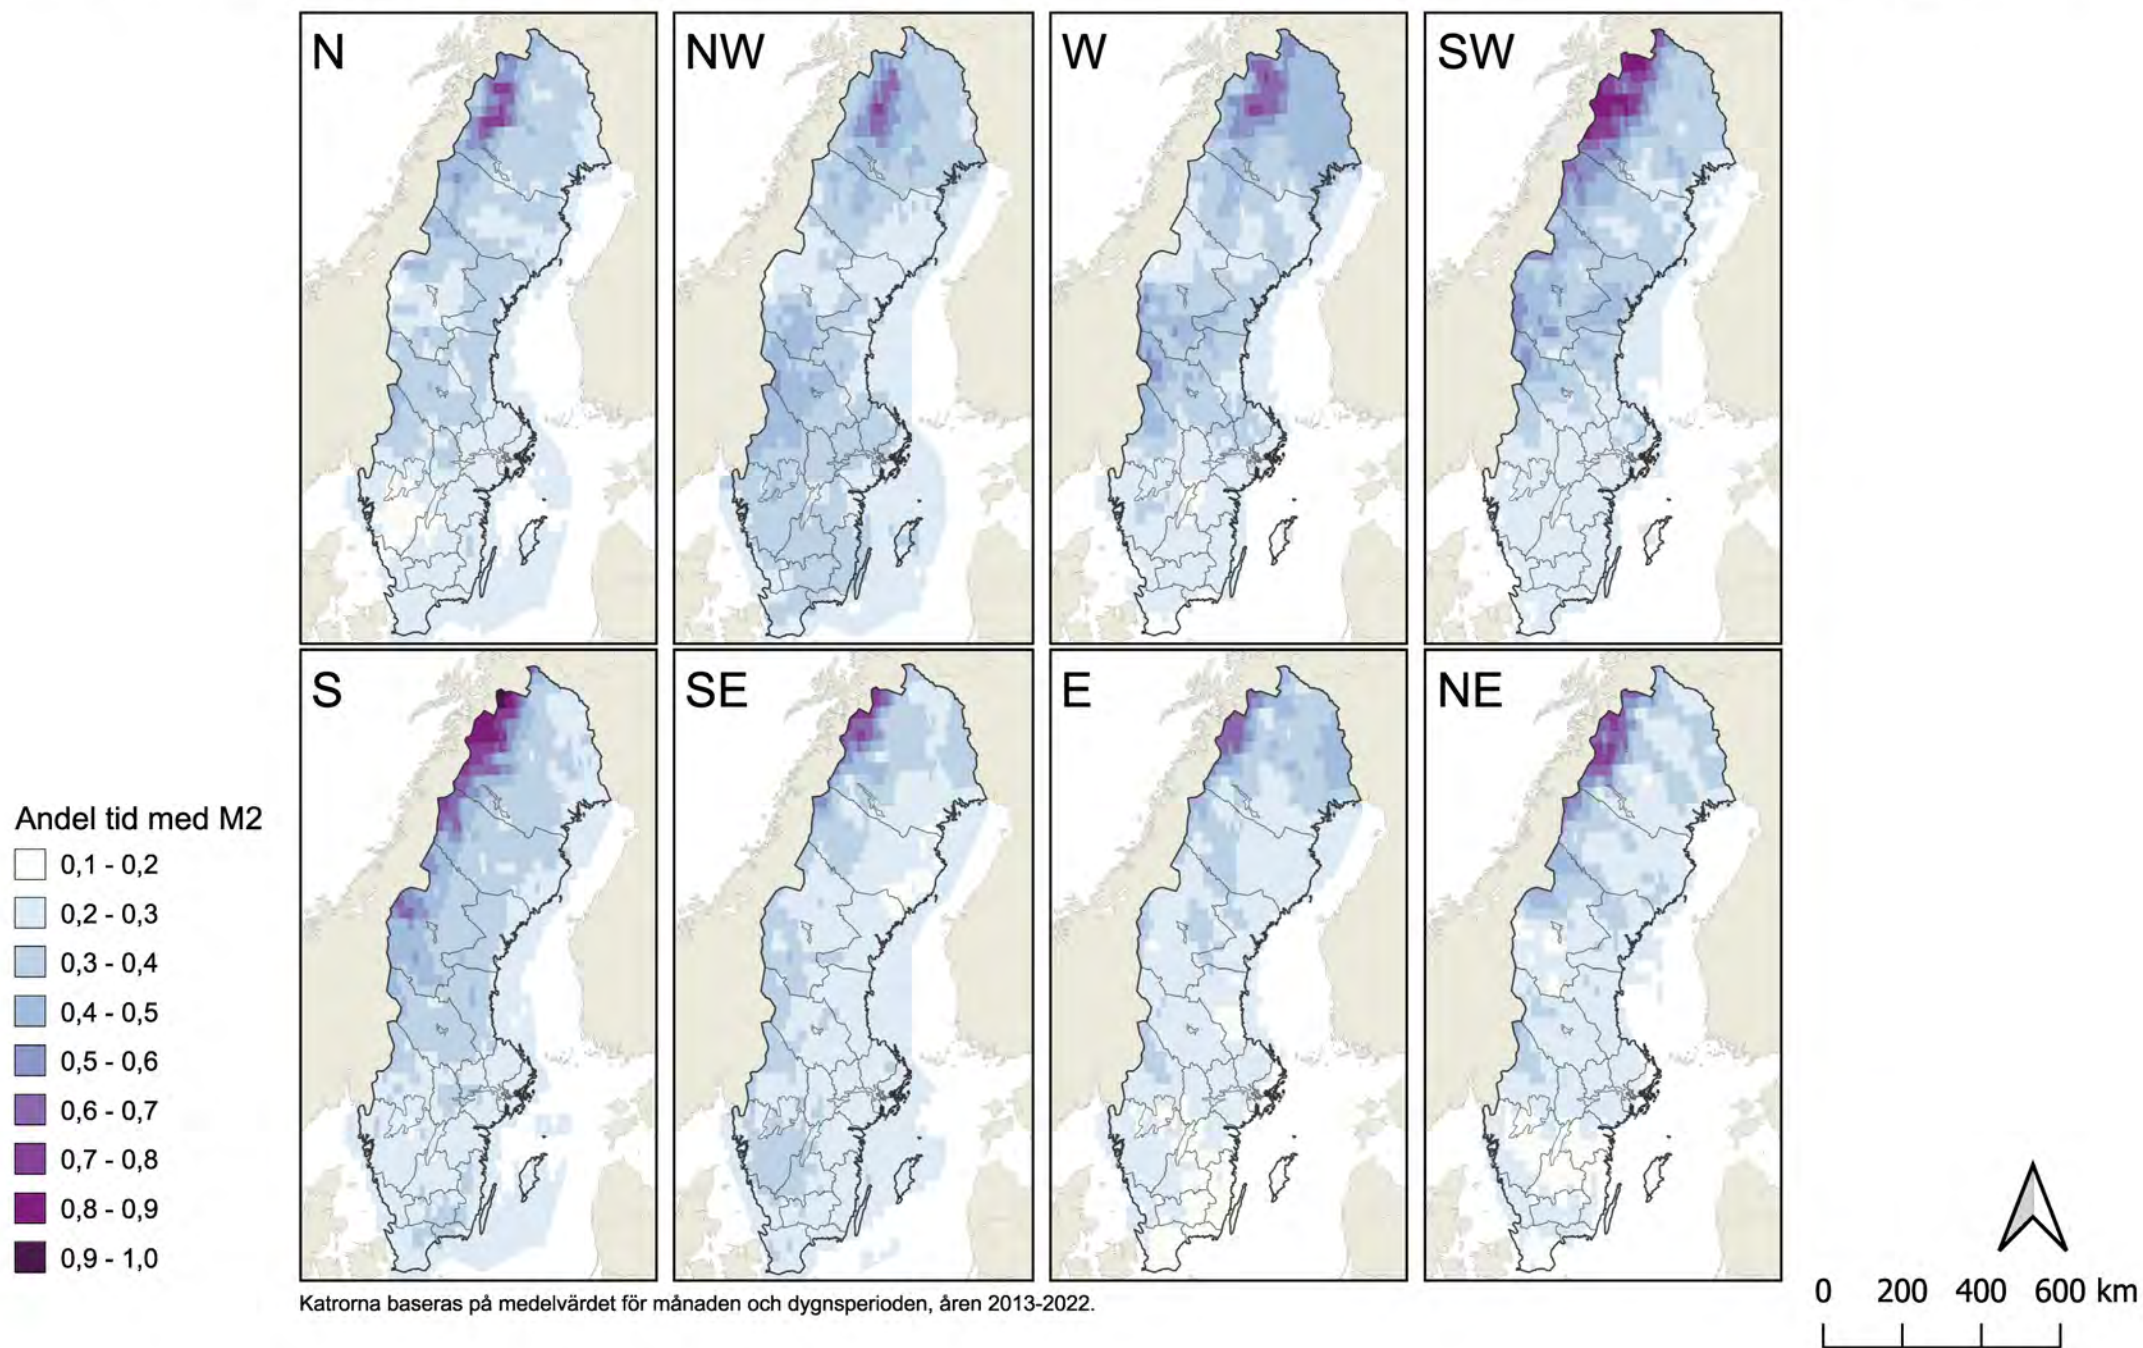 N
NW
W
SW
S
SE
E
NE
Andel tid med M2
0,1 - 0,2
0,2 - 0,3
0,3 - 0,4
0,4 - 0,5
0,5 - 0,6
0,6 - 0,7
0,7 - 0,8
0,8 - 0,9
0,9 - 1,0
Katrorna baseras på medelvärdet för månaden och dygnsperioden, åren 2013-2022.
0 200 400 600 km